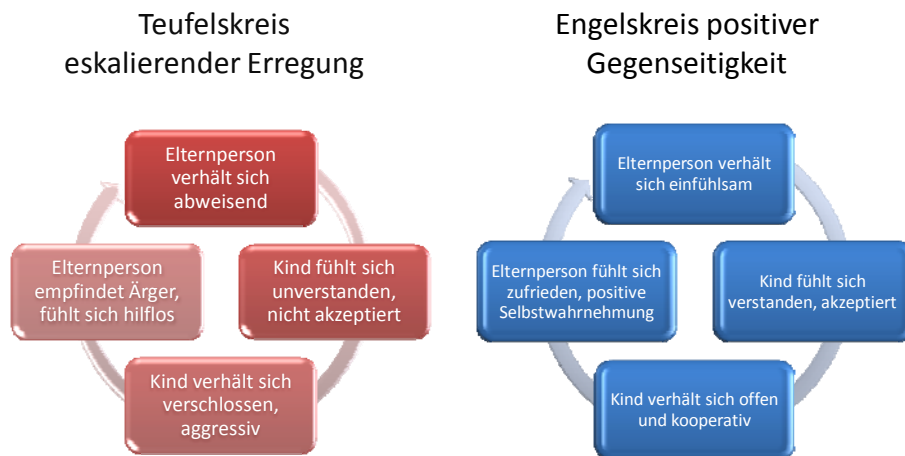 Teufelskreis
eskalierender Erregung
Elternperson
verhält sich
abweisend
Kind fühlt sich
unverstanden,
nicht akzeptiert
Kind verhält sich
verschlossen,
aggressiv
Elternperson
empfindet Ärger,
fühlt sich hilflos
Engelskreis positiver
Gegenseitigkeit
Elternperson verhält
sich einfühlsam
Kind fühlt sich
verstanden, akzeptiert
Kind verhält sich offen
und kooperativ
Elternperson fühlt sich
zufrieden, positive
Selbstwahrnehmung